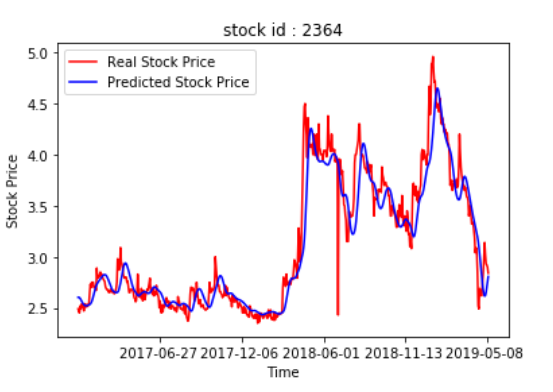 stock id : 2364
Real Stock Price
Predicted Stock Price
5.0
4.5
4.0
3.5
3.0
2.5
Stock Price
2017-06-27 2017-12-06 2018-06-01 2018-11-13 2019-05-08
Time